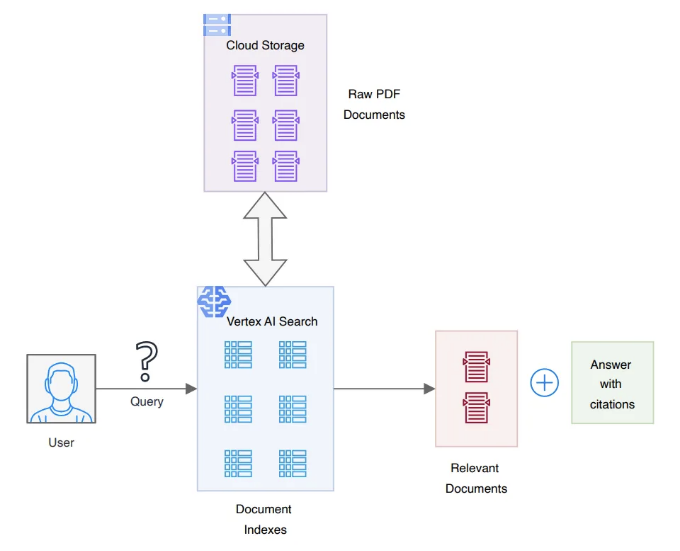 Cloud Storage
Raw PDF
Documents
Vertex AI Search
?
Query
User
Document
Indexes
Relevant
Documents
Answer
with
citations